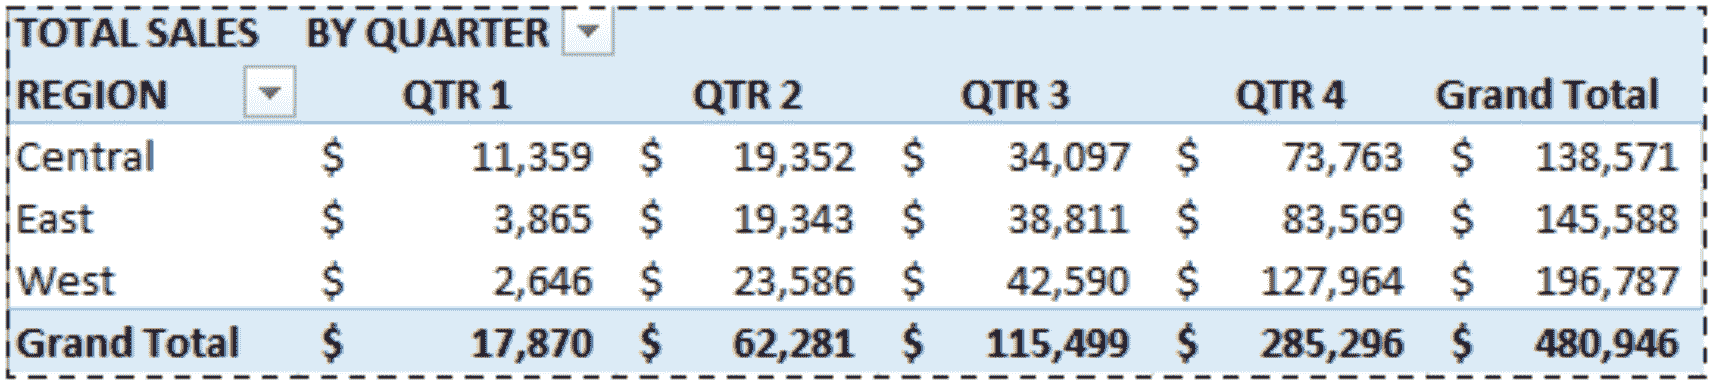 TOTAL SALES BY QUARTER
REGION QTR 1 QTR 2 QTR 3 QTR 4 Grand Total
Central $ 11,359 $ 19,352 $ 34,097 $ 73,763 $ 138,571
East $ 3,865 $ 19,343 $ 38,811 $ 83,569 $ 145,588
West $ 2,646 $ 23,586 $ 42,590 $ 127,964 $ 196,787
Grand Total $ 17,870 $ 62,281 $ 115,499 $ 285,296 $ 480,946